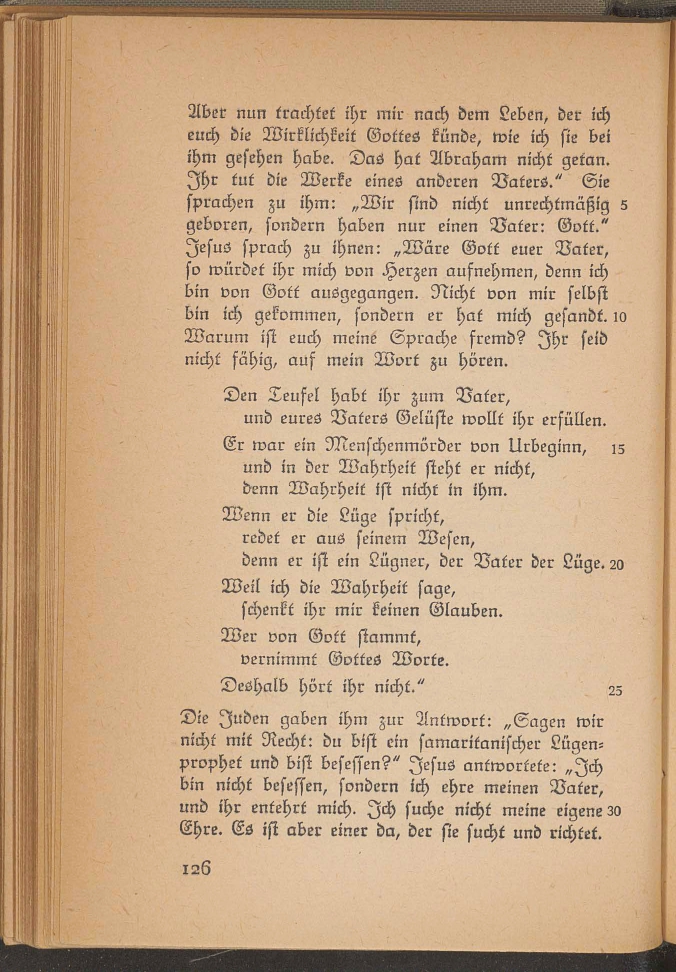 Aber nun trachtet ihr mir nach dem Leben, der ich
euch die Wirklichkeit Gottes künde, wie ich sie bei
ihm gesehen habe. Das hat Abraham nicht getan.
Ihr tut die Werke eines anderen Vaters.“ Sie
sprachen zu ihm: „Wir sind nicht unrechtmäßig 5
geboren, sondern haben nur einen Vater: Gott.“
Jesus sprach zu ihnen: „Wäre Gott euer Vater,
so würdet ihr mich von Herzen aufnehmen, denn ich
bin von Gott ausgegangen. Nicht von mir selbst
bin ich gekommen, sondern er hat mich gesandt. 10
Warum ist euch meine Sprache fremd? Ihr seid
nicht fähig, auf mein Wort zu hören.
Den Teufel habt ihr zum Vater,
und eures Vaters Gelüste wollt ihr erfüllen.
Er war ein Menschenmörder von Urbeginn, 15
und in der Wahrheit steht er nicht,
denn Wahrheit ist nicht in ihm.
Wenn er die Lüge spricht,
redet er aus seinem Wesen,
denn er ist ein Lügner, der Vater der Lüge. 20
Weil ich die Wahrheit sage,
schenkt ihr mir keinen Glauben.
Wer von Gott stammt,
vernimmt Gottes Worte.
Deshalb hört ihr nicht.“ 25
Die Juden gaben ihm zur Antwort: „Sagen wir
nicht mit Recht: du bist ein samaritanischer Lügen-
prophet und bist besessen?“ Jesus antwortete: „Ich
bin nicht besessen, sondern ich ehre meinen Vater,
und ihr entehrt mich. Ich suche nicht meine eigene 30
Ehre. Es ist aber einer da, der sie sucht und richtet.
126